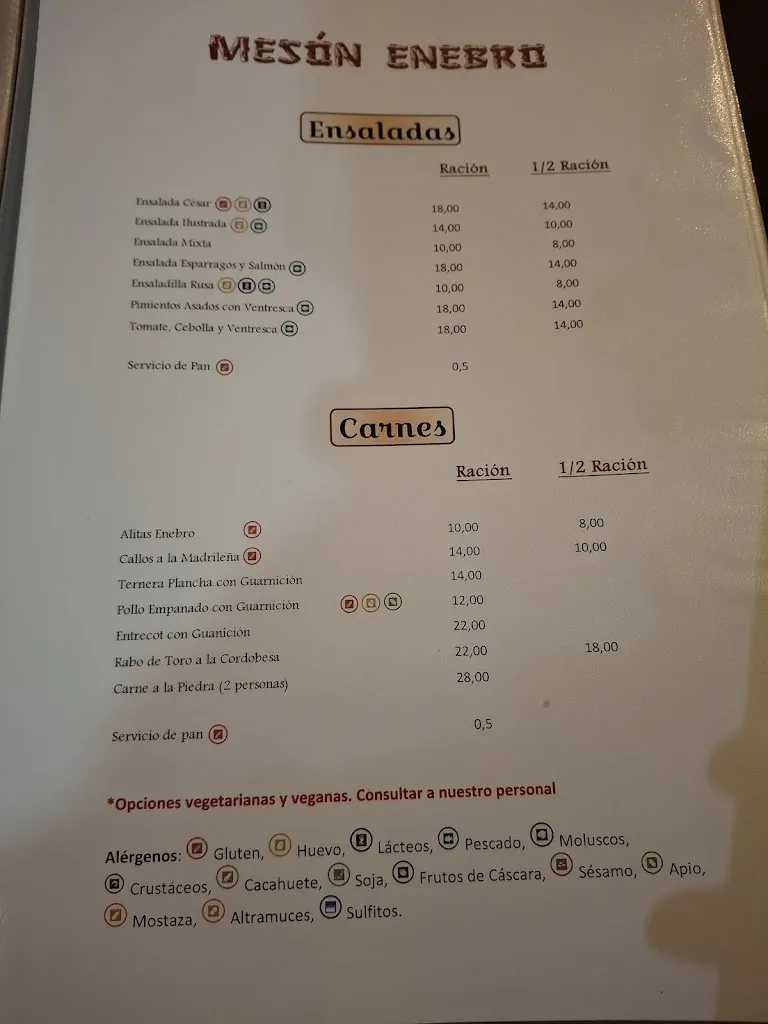 MESÓN ENEBRO
Ensaladas
Ración 1/2 Ración
Ensalada César 18,00 14,00
Ensalada Ilustrada 14,00 10,00
Ensalada Mixta 10,00 8,00
Ensalada Esparragos y Salmón 18,00 14,00
Ensaladilla Rusa 10,00 8,00
Pimientos Asados con Ventresca 18,00 14,00
Tomate, Cebolla y Ventresca 18,00 14,00
Servicio de Pan 0,5
Carnes
Ración 1/2 Ración
Alitas Enebro 10,00 8,00
Callos a la Madrileña 14,00 10,00
Ternera Plancha con Guarnición 14,00
Pollo Empanado con Guarnición 12,00
Entrecot con Guanición 22,00
Rabo de Toro a la Cordobesa 22,00 18,00
Carne a la Piedra (2 personas) 28,00
Servicio de pan 0,5
*Opciones vegetarianas y veganas. Consultar a nuestro personal
Alérgenos: Gluten, Huevo, Lácteos, Pescado, Moluscos,
Crustáceos, Cacahuete, Soja, Frutos de Cáscara, Sésamo, Apio,
Mostaza, Altramuces, Sulfitos.